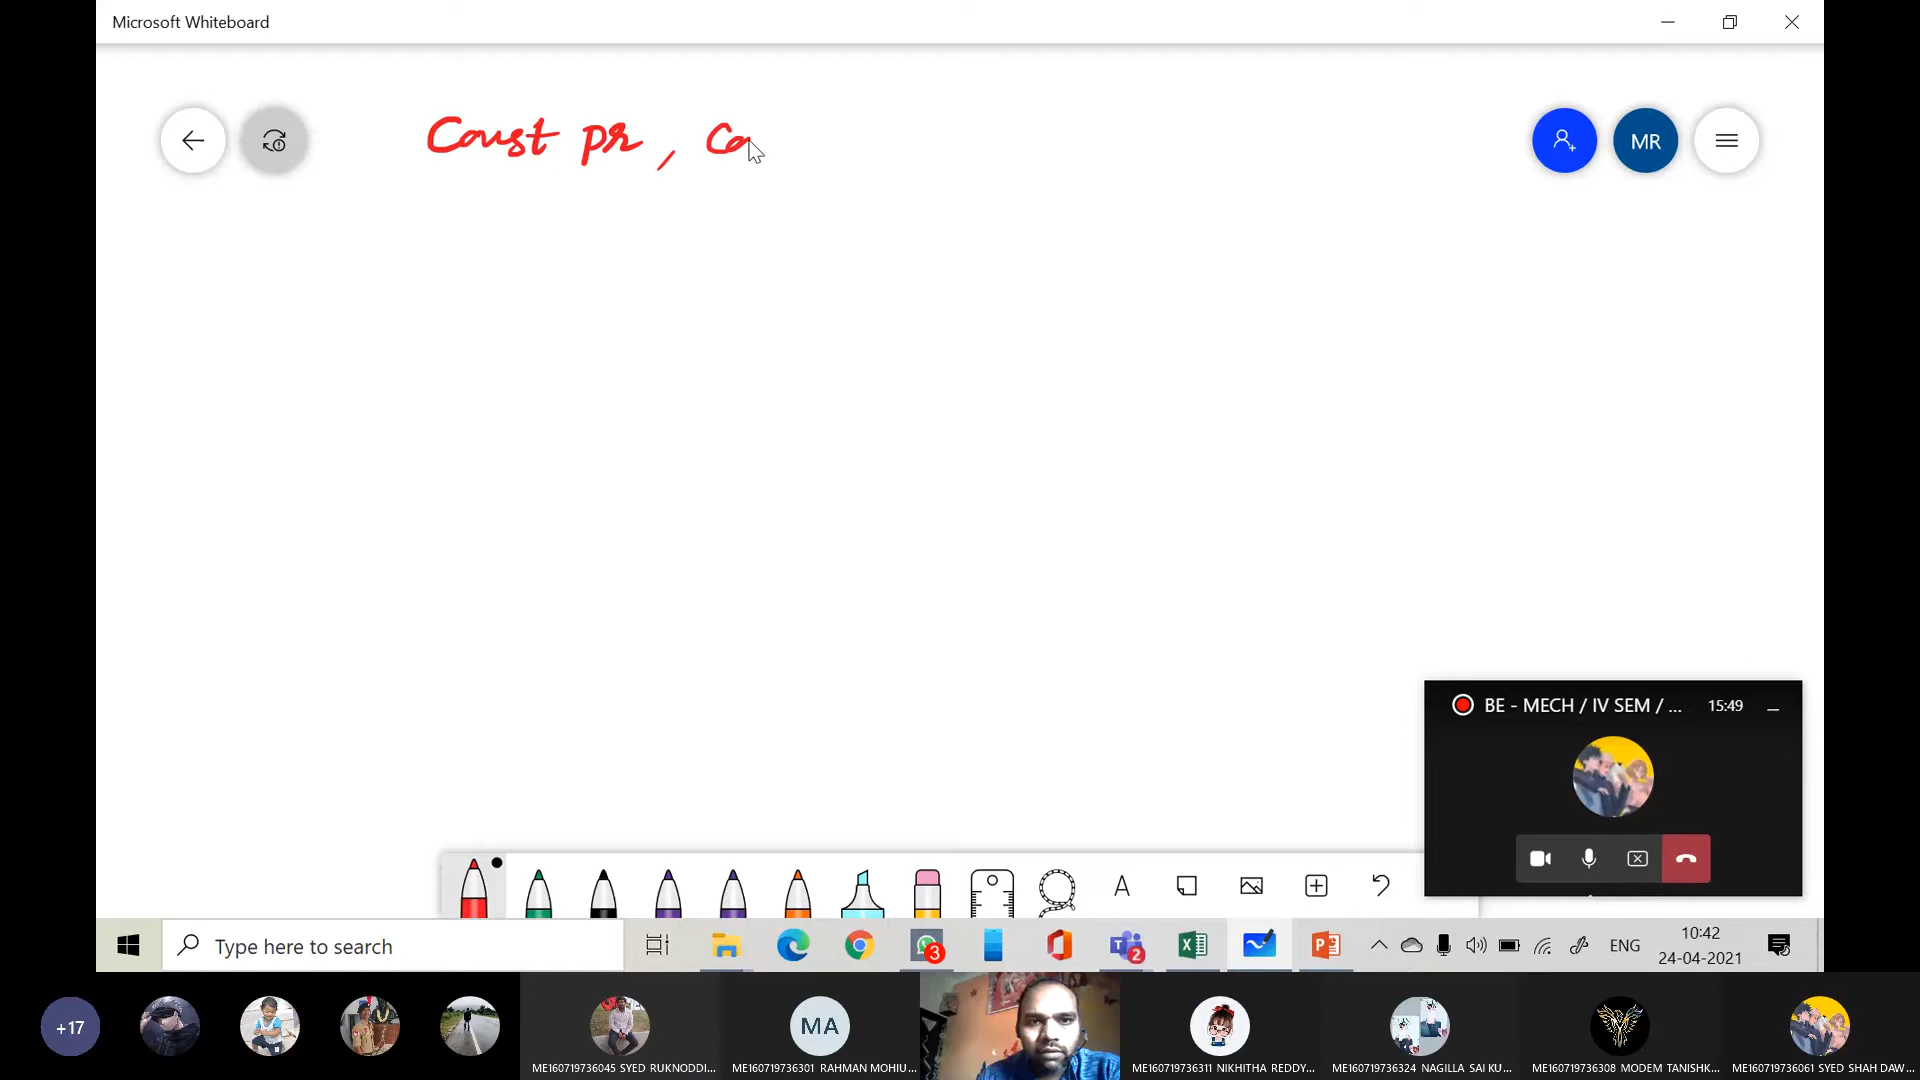 Microsoft Whiteboard
Const pr, Co
MR
BE - MECH / IV SEM / ... 15:49
A
Type here to search
3
2
ENG
10:42
24-04-2021
+17
MA
ME160719736045 SYED RUKNODDI...
ME160719736301 RAHMAN MOHIU...
ME160719736311 NIKHITHA REDDY...
ME160719736324 NAGILLA SAI KU...
ME160719736308 MODEM TANISHK...
ME160719736061 SYED SHAH DAW...